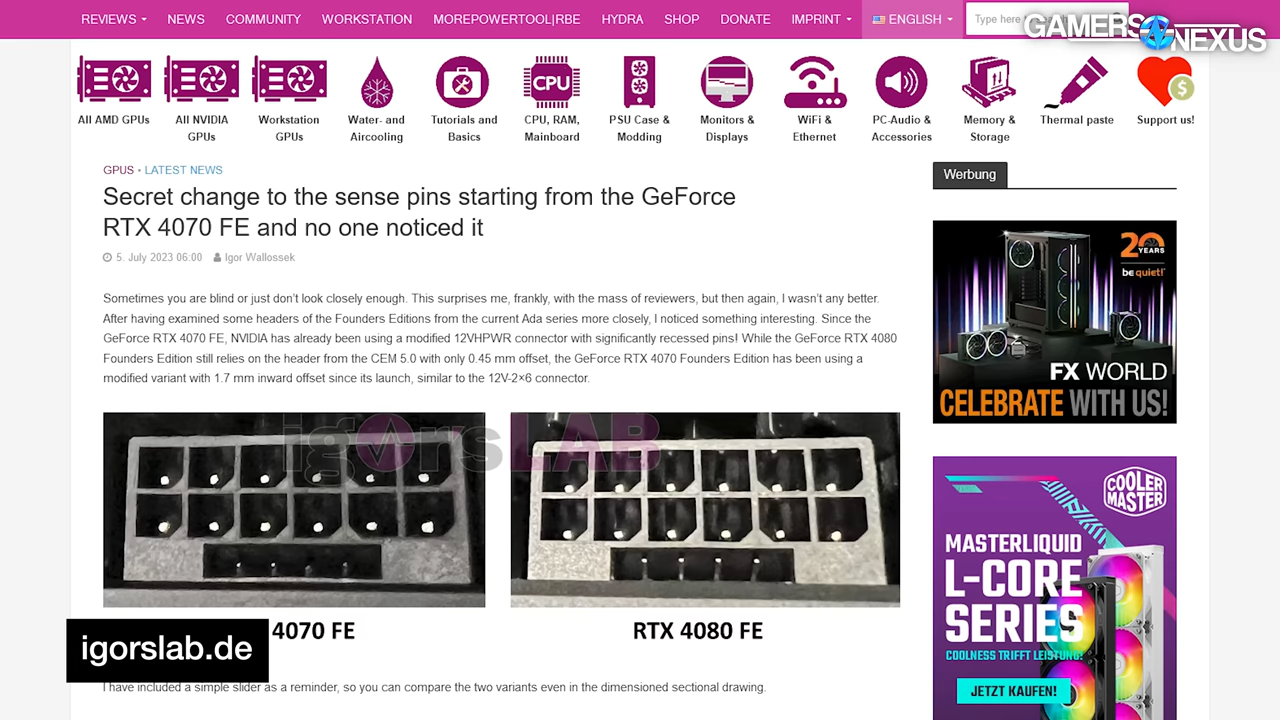 REVIEWS NEWS COMMUNITY WORKSTATION MOREPOWERTOOL|RBE HYDRA SHOP DONATE IMPRINT ENGLISH Type here
GAMERS NEXUS
All AMD GPUs
All NVIDIA GPUs
Workstation GPUs
Water- and Aircooling
Tutorials and Basics
CPU
CPU, RAM, Mainboard
PSU Case & Modding
Monitors & Displays
WiFi & Ethernet
PC-Audio & Accessories
Memory & Storage
Thermal paste
$
Support us!
GPUS • LATEST NEWS
Secret change to the sense pins starting from the GeForce
RTX 4070 FE and no one noticed it
5. July 2023 06:00 Igor Wallossek
Sometimes you are blind or just don't look closely enough. This surprises me, frankly, with the mass of reviewers, but then again, I wasn't any better.
After having examined some headers of the Founders Editions from the current Ada series more closely, I noticed something interesting. Since the
GeForce RTX 4070 FE, NVIDIA has already been using a modified 12VHPWR connector with significantly recessed pins! While the GeForce RTX 4080
Founders Edition still relies on the header from the CEM 5.0 with only 0.45 mm offset, the GeForce RTX 4070 Founders Edition has been using a
modified variant with 1.7 mm inward offset since its launch, similar to the 12V-2×6 connector.
igorsLAB
4070 FE
RTX 4080 FE
igorslab.de
I have included a simple slider as a reminder, so you can compare the two variants even in the dimensioned sectional drawing.
Werbung
20 YEARS
be quiet!
FX WORLD
CELEBRATE WITH US!
COOLER MASTER
MASTERLIQUID
L-CORE
SERIES
COOLNESS TRIFFT LEISTUNG!
JETZT KAUFEN!